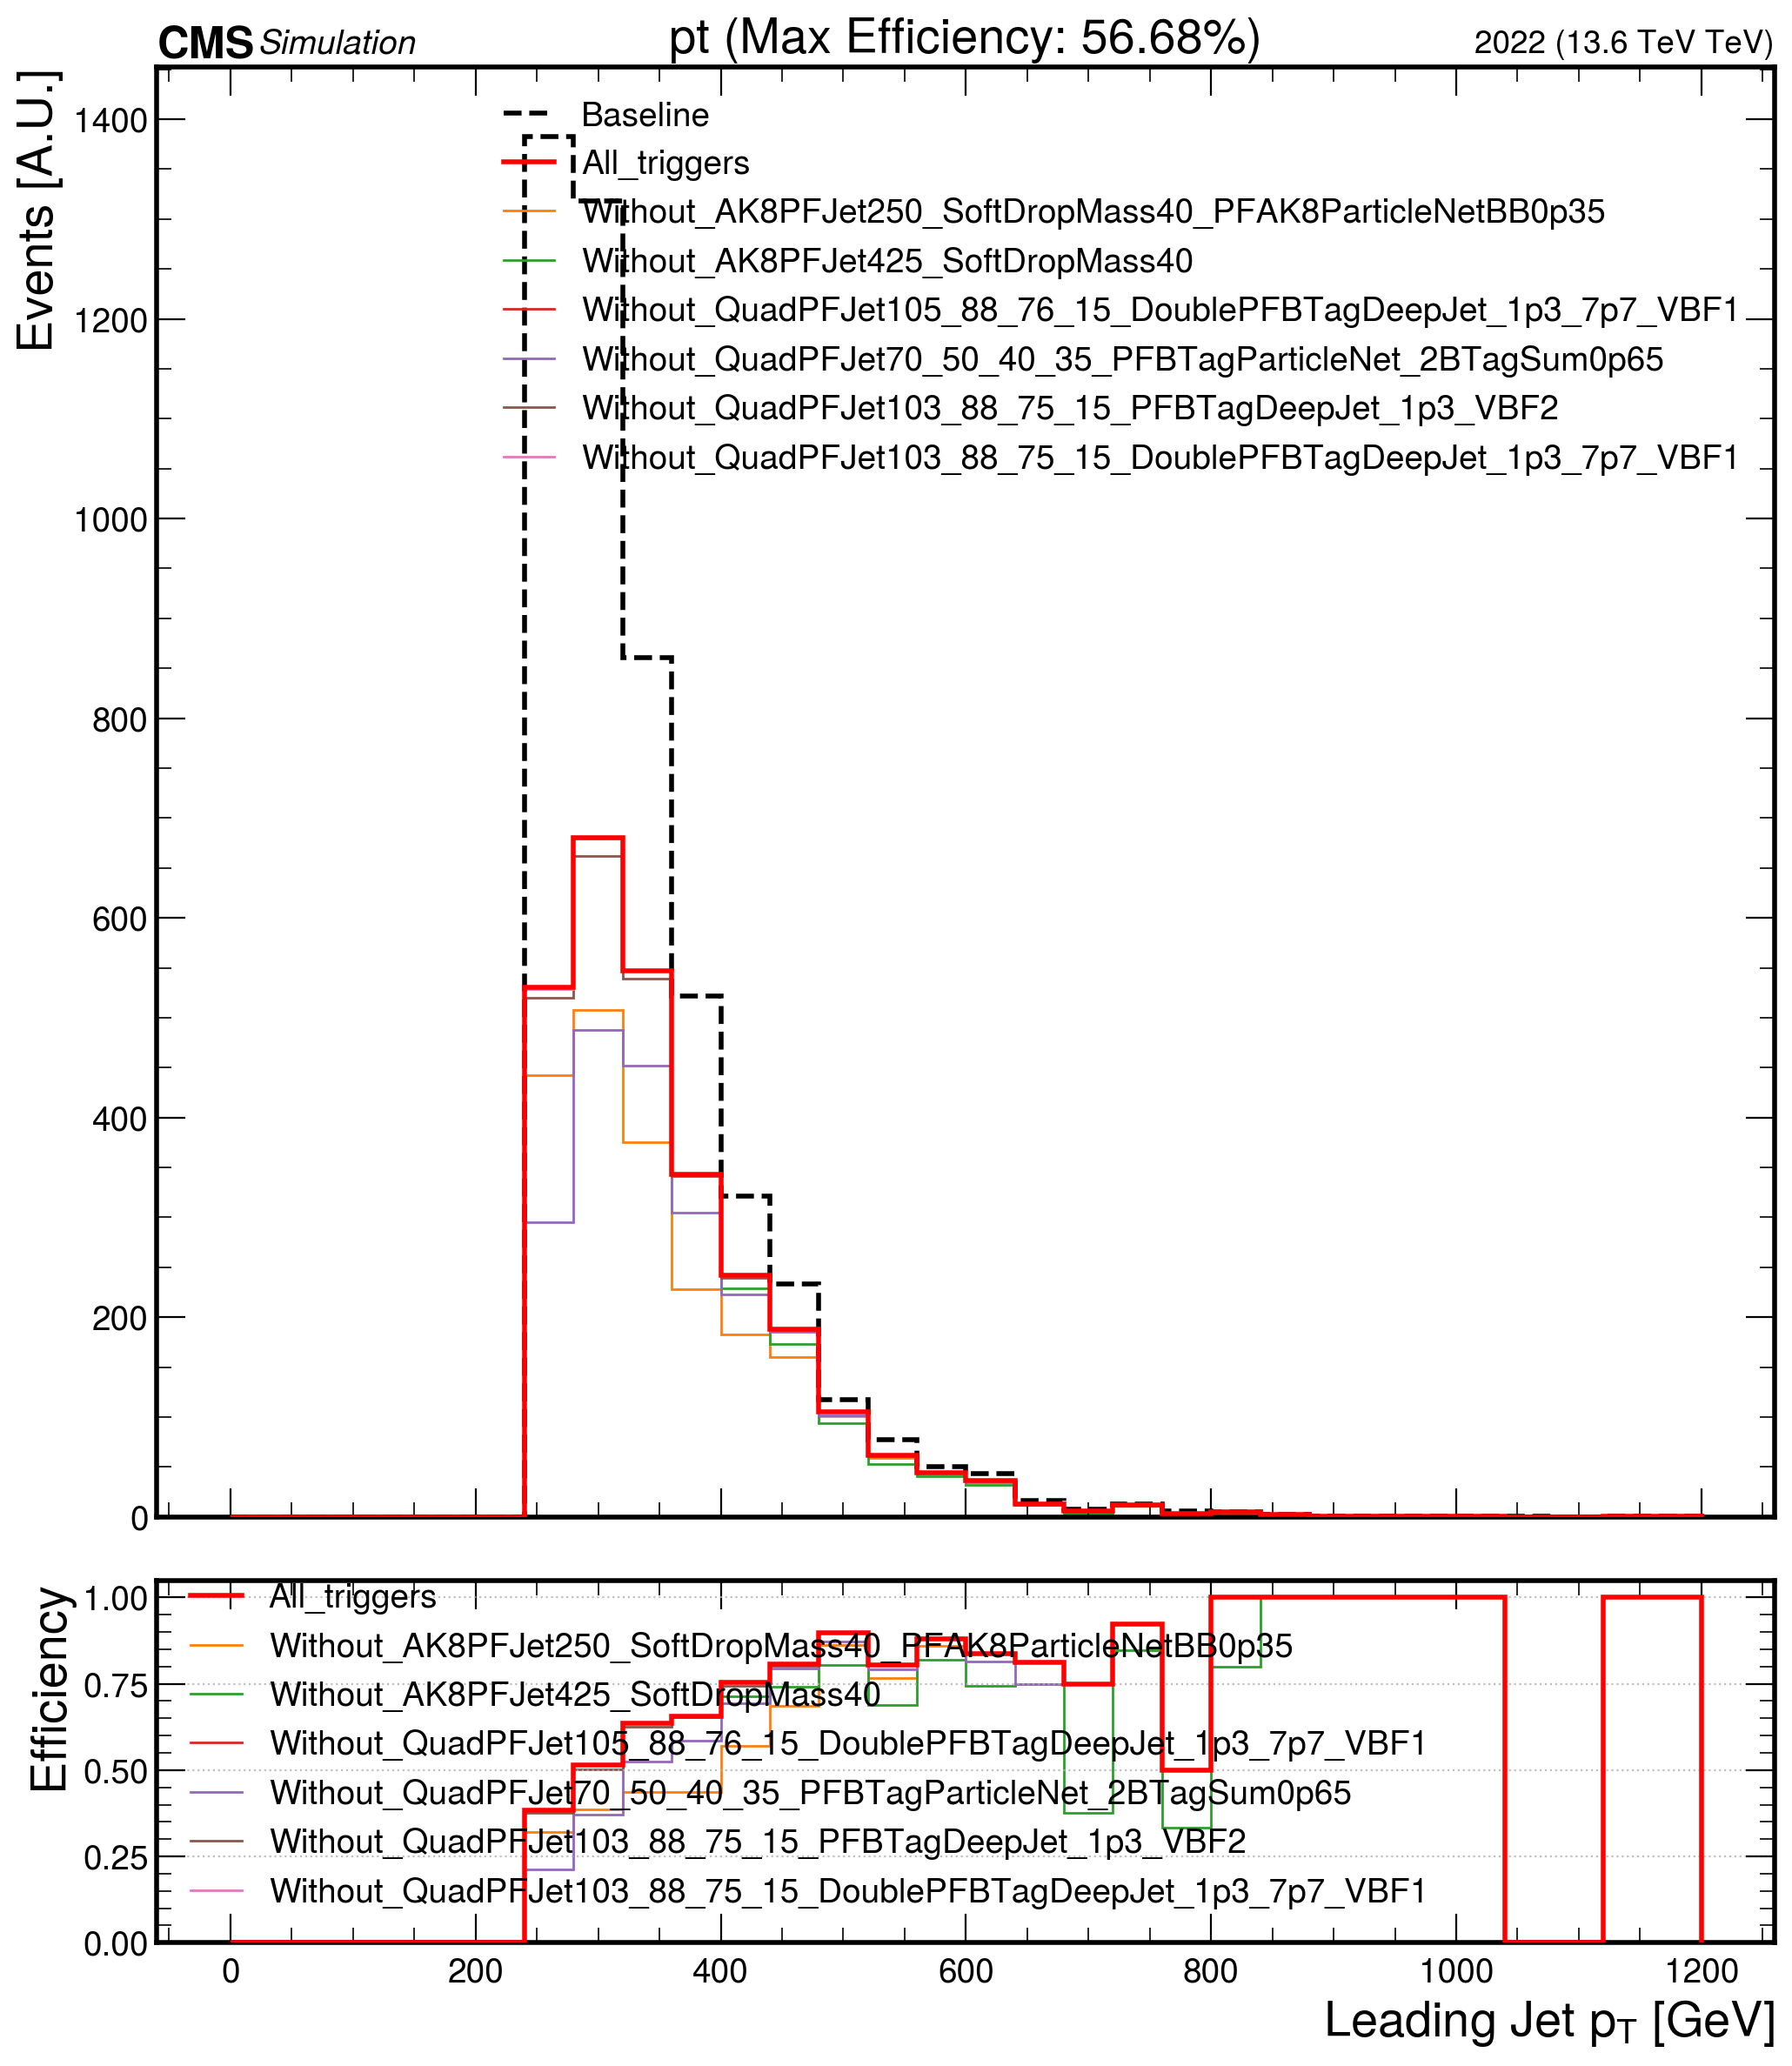 CMS Simulation pt (Max Efficiency: 56.68%) 2022 (13.6 TeV TeV)
Events [A.U.]
1400
1200
1000
800
600
400
200
0
Baseline
All_triggers
Without_AK8PFJet250_SoftDropMass40_PFAK8ParticleNetBB0p35
Without_AK8PFJet425_SoftDropMass40
Without_QuadPFJet105_88_76_15_DoublePFBTagDeepJet_1p3_7p7_VBF1
Without_QuadPFJet70_50_40_35_PFBTagParticleNet_2BTagSum0p65
Without_QuadPFJet103_88_75_15_PFBTagDeepJet_1p3_VBF2
Without_QuadPFJet103_88_75_15_DoublePFBTagDeepJet_1p3_7p7_VBF1
Efficiency
1.00
0.75
0.50
0.25
0.00
All_triggers
Without_AK8PFJet250_SoftDropMass40_PFAK8ParticleNetBB0p35
Without_AK8PFJet425_SoftDropMass40
Without_QuadPFJet105_88_76_15_DoublePFBTagDeepJet_1p3_7p7_VBF1
Without_QuadPFJet70_50_40_35_PFBTagParticleNet_2BTagSum0p65
Without_QuadPFJet103_88_75_15_PFBTagDeepJet_1p3_VBF2
Without_QuadPFJet103_88_75_15_DoublePFBTagDeepJet_1p3_7p7_VBF1
0 200 400 600 800 1000 1200
Leading Jet pT [GeV]